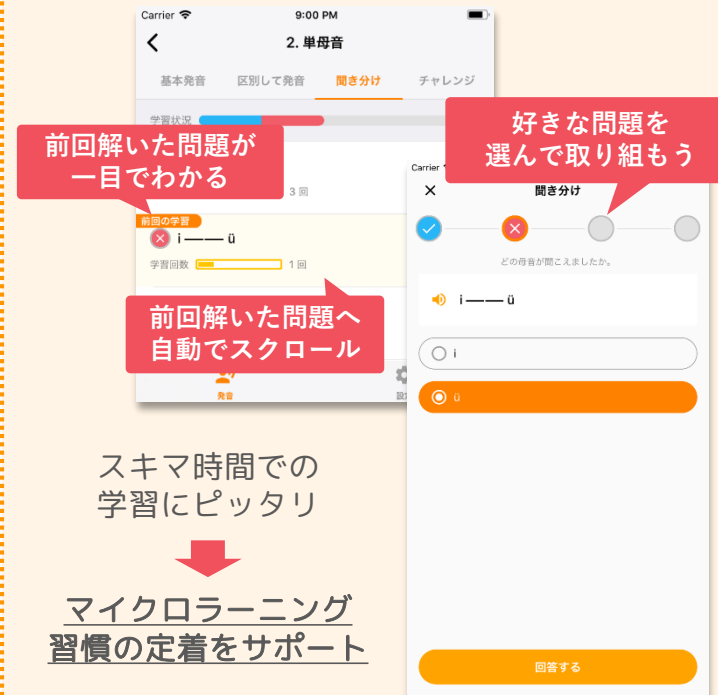 Carrier
9:00 PM
2. 単母音
基本発音
区別して発音
聞き分け
チャレンジ
学習状況
前回解いた問題が
一目でわかる
3 回
前回の学習
i —— ü
学習回数
1 回
前回解いた問題へ
自動でスクロール
発音
スキマ時間での
学習にピッタリ
マイクロラーニング
習慣の定着をサポート
好きな問題を
選んで取り組もう
Carrier
聞き分け
どの母音が聞こえましたか。
i —— ü
i
ü
回答する